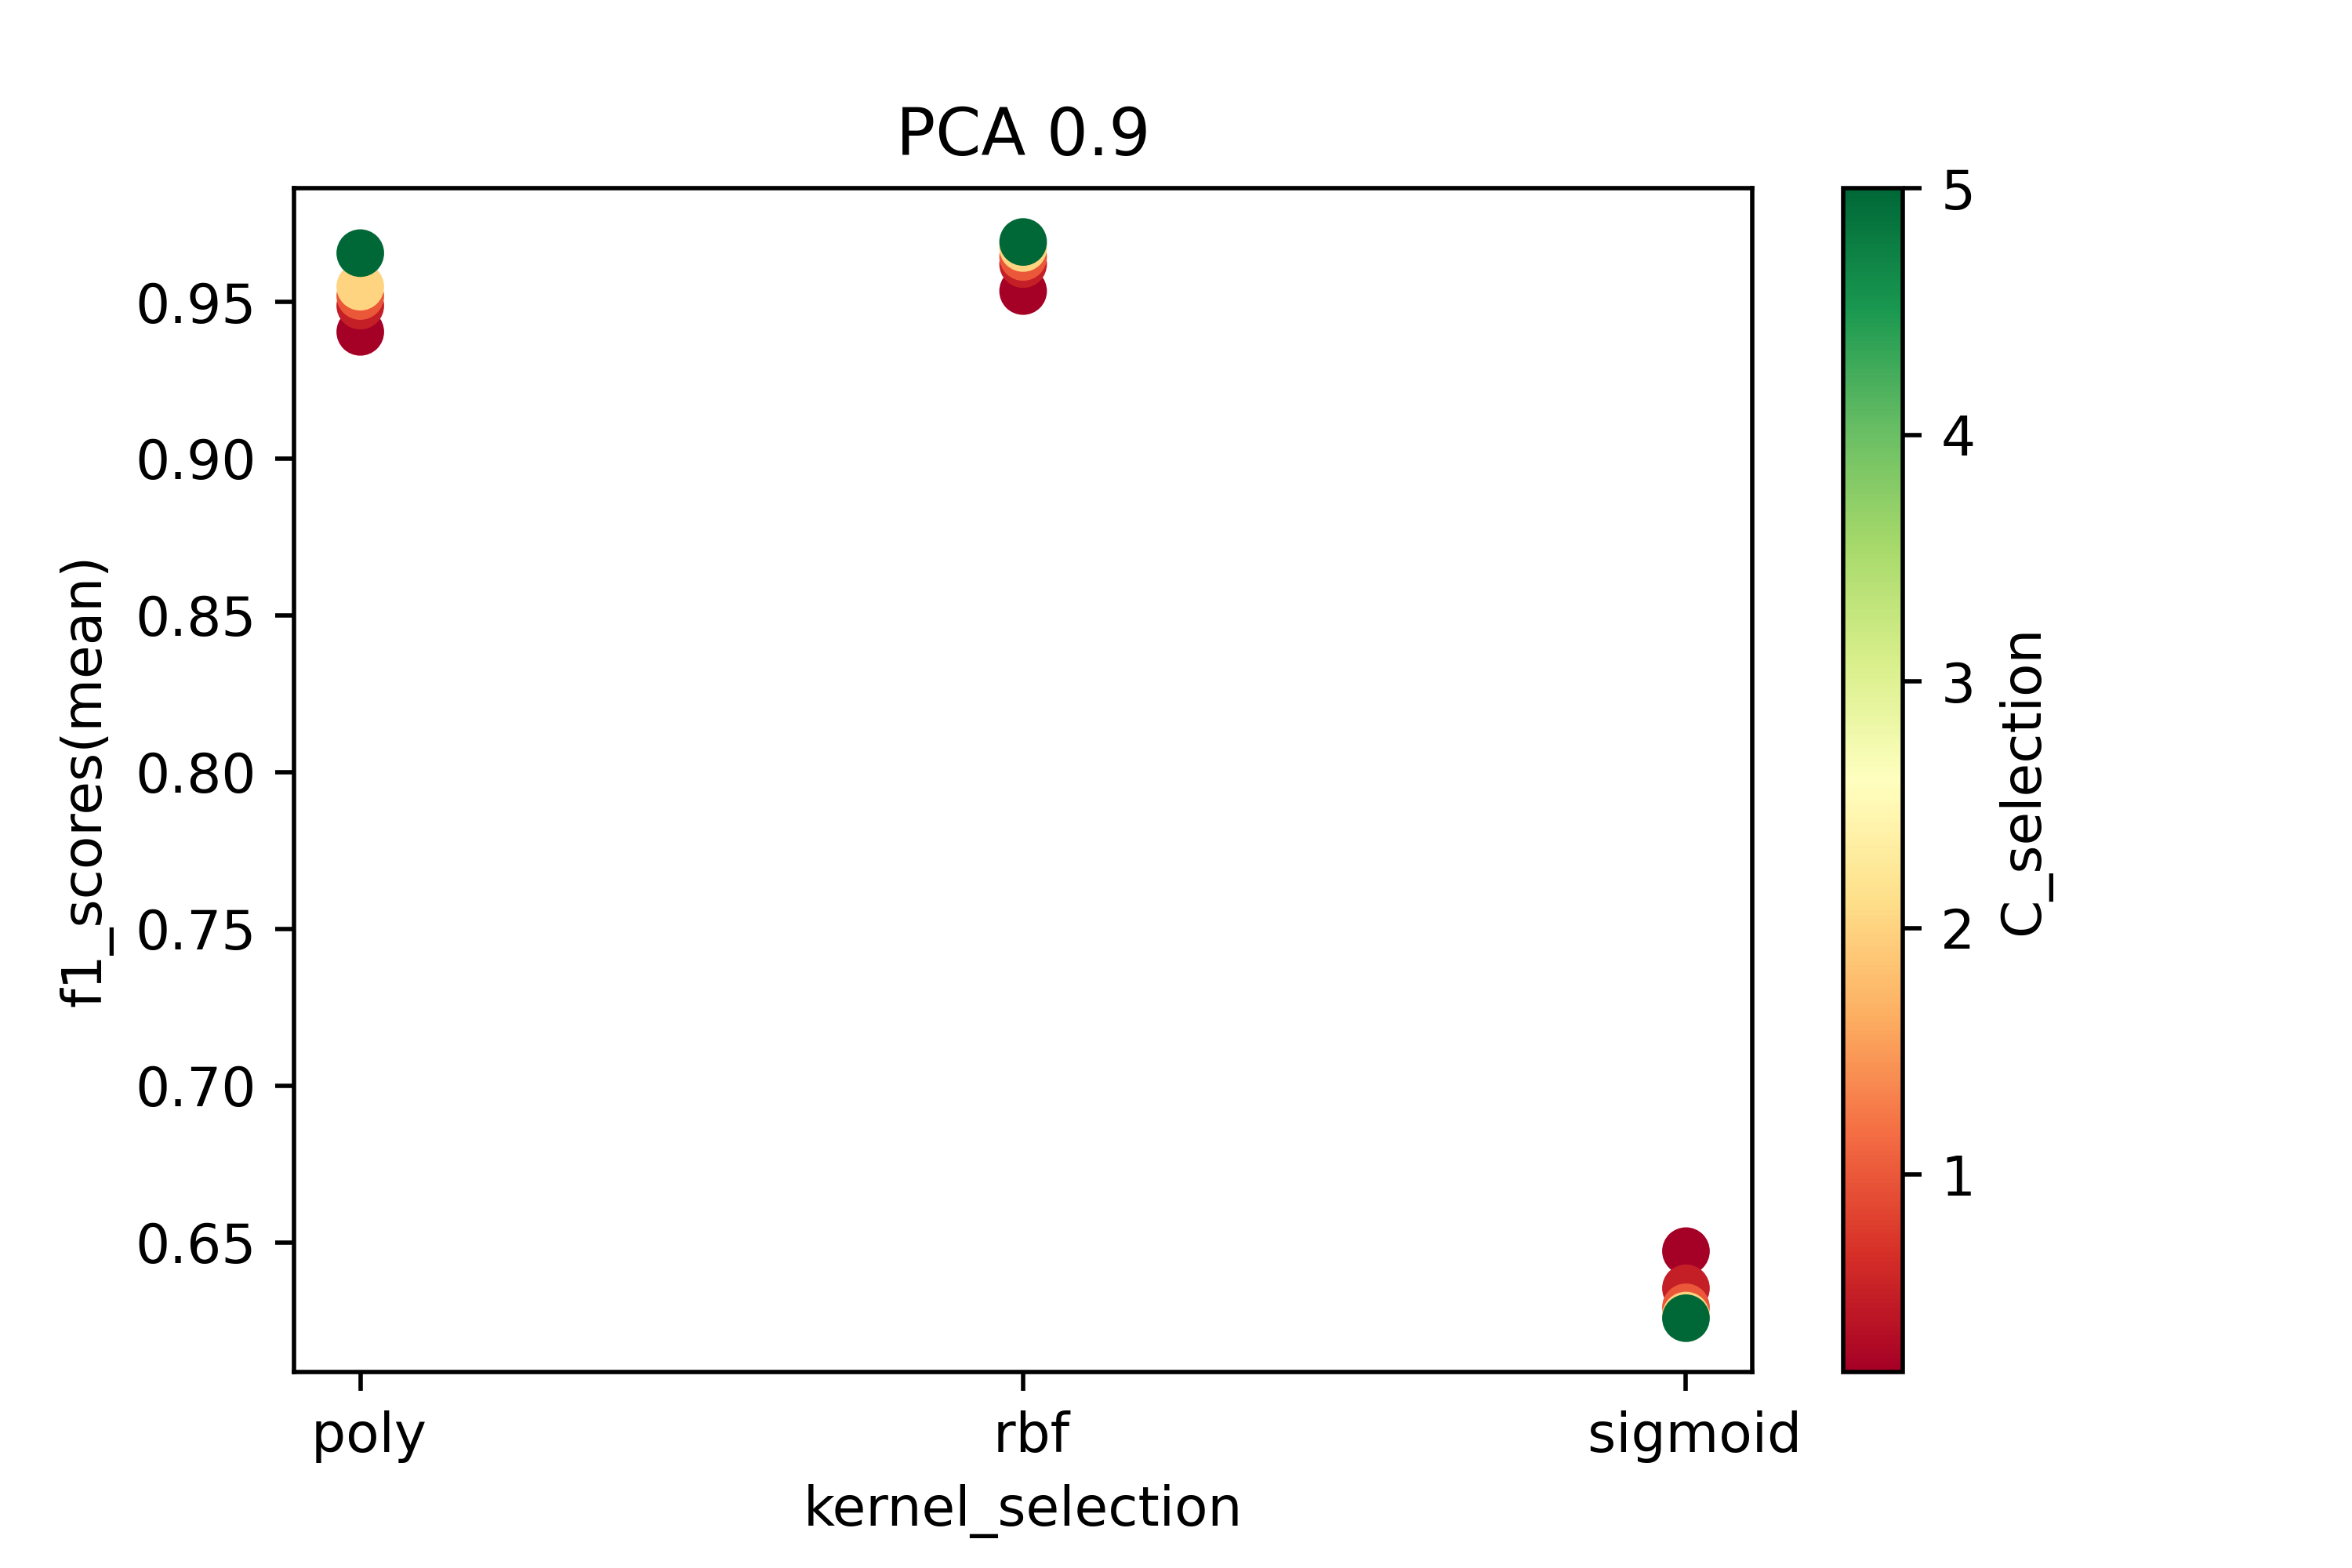 PCA 0.9
f1_scores(mean)
0.95
0.90
0.85
0.80
0.75
0.70
0.65
poly
rbf
sigmoid
kernel_selection
5
4
3
2
1
C_selection